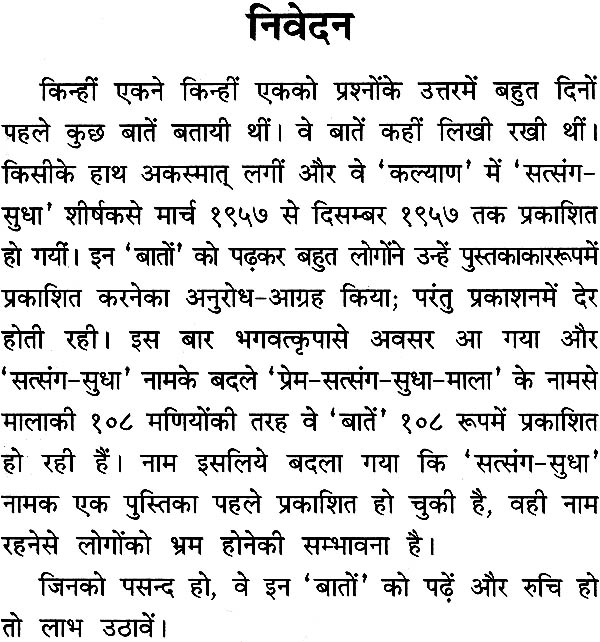 निवेदन
किन्हीं एकने किन्हीं एकको प्रश्नोंके उत्तरमें बहुत दिनों
पहले कुछ बातें बतायी थीं। वे बातें कहीं लिखी रखी थीं।
किसीके हाथ अकस्मात् लगीं और वे ‘कल्याण’ में ‘सत्संग-
सुधा’ शीर्षकसे मार्च १९५७ से दिसम्बर १९५७ तक प्रकाशित
हो गयीं। इन ‘बातों’ को पढ़कर बहुत लोगोंने उन्हें पुस्तकाकाररूपमें
प्रकाशित करनेका अनुरोध-आग्रह किया; परंतु प्रकाशनमें देर
होती रही। इस बार भगवत्कृपासे अवसर आ गया और
‘सत्संग-सुधा’ नामके बदले ‘प्रेम-सत्संग-सुधा-माला’ के नामसे
मालाकी १०८ मणियोंकी तरह वे ‘बातें’ १०८ रूपमें प्रकाशित
हो रही हैं। नाम इसलिये बदला गया कि ‘सत्संग-सुधा’
नामक एक पुस्तिका पहले प्रकाशित हो चुकी है, वही नाम
रहनेसे लोगोंको भ्रम होनेकी सम्भावना है।
जिनको पसन्द हो, वे इन ‘बातों’ को पढ़ें और रुचि हो
तो लाभ उठावें।